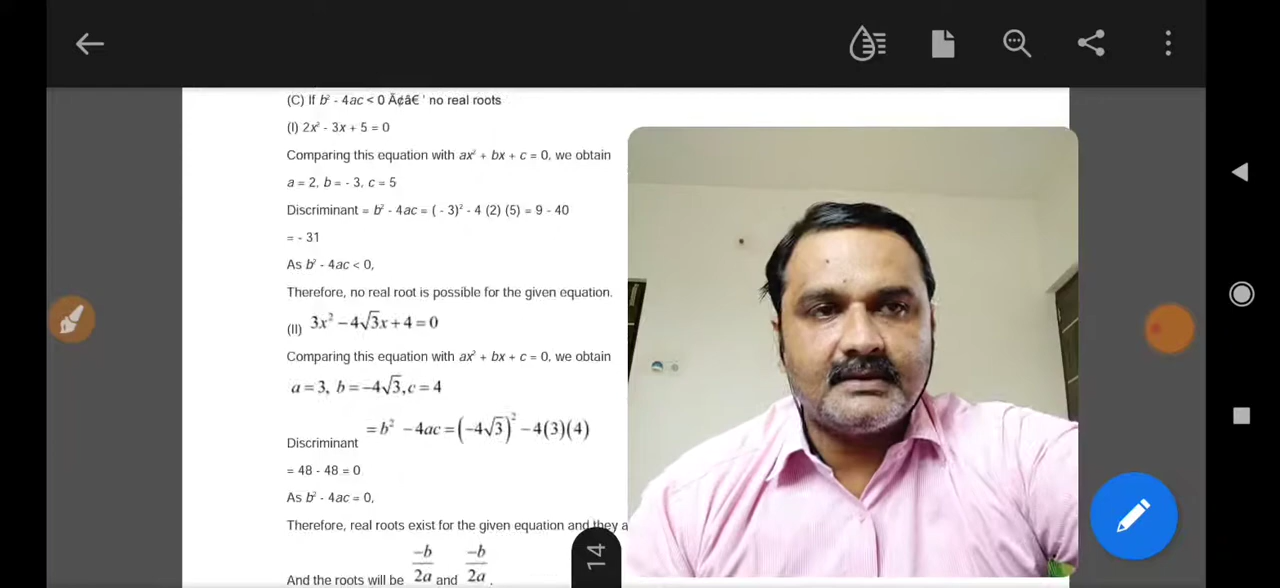 (C) If b² - 4ac < 0 Ã¢â€ ' no real roots
(I) 2x² - 3x + 5 = 0
Comparing this equation with ax² + bx + c = 0, we obtain
a = 2, b = - 3, c = 5
Discriminant = b² - 4ac = ( - 3)² - 4 (2) (5) = 9 - 40
= - 31
As b² - 4ac < 0,
Therefore, no real root is possible for the given equation.
(II) 3x² − 4√3x + 4 = 0
Comparing this equation with ax² + bx + c = 0, we obtain
a = 3, b = −4√3, c = 4
Discriminant = b² − 4ac = (−4√3)² − 4(3)(4)
= 48 - 48 = 0
As b² - 4ac = 0,
Therefore, real roots exist for the given equation and they a
And the roots will be −b/2a and −b/2a.
14